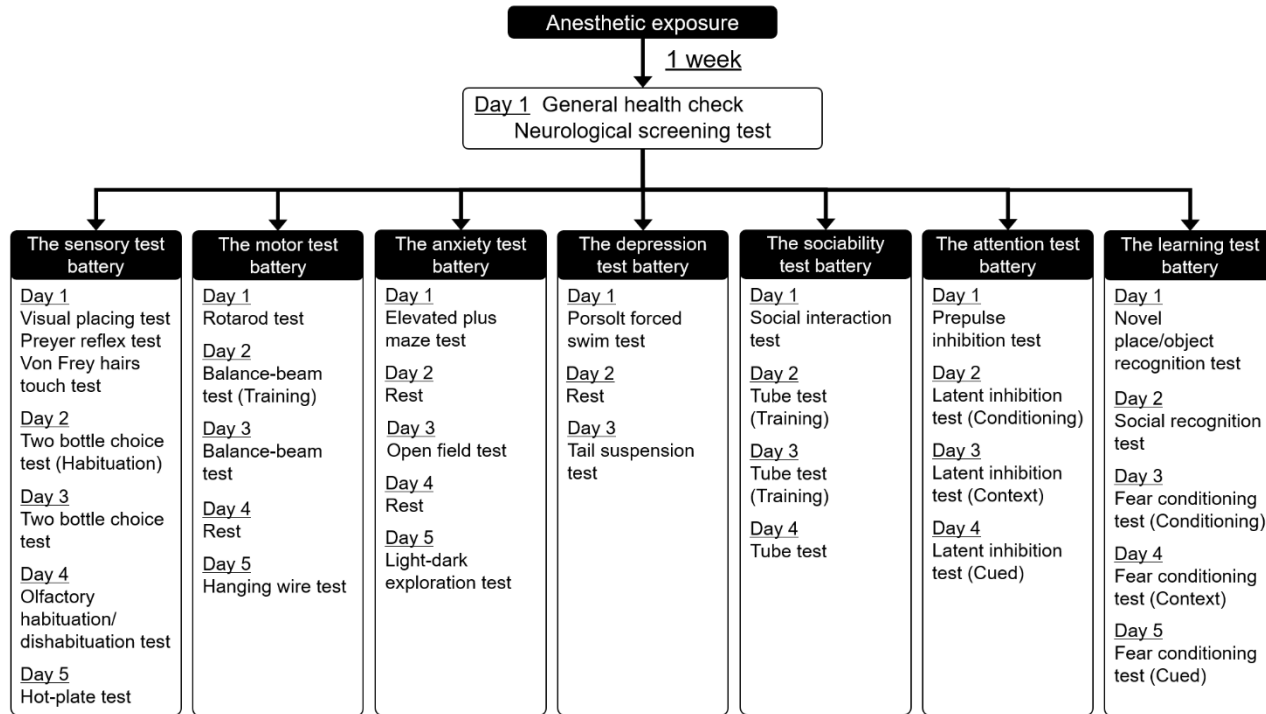 Anesthetic exposure
1 week
Day 1 General health check
Neurological screening test
The sensory test
battery
Day 1
Visual placing test
Preyer reflex test
Von Frey hairs
touch test
Day 2
Two bottle choice
test (Habituation)
Day 3
Two bottle choice
test
Day 4
Olfactory
habituation/
dishabituation test
Day 5
Hot-plate test
The motor test
battery
Day 1
Rotarod test
Day 2
Balance-beam
test (Training)
Day 3
Balance-beam
test
Day 4
Rest
Day 5
Hanging wire test
The anxiety test
battery
Day 1
Elevated plus
maze test
Day 2
Rest
Day 3
Open field test
Day 4
Rest
Day 5
Light-dark
exploration test
The depression
test battery
Day 1
Porsolt forced
swim test
Day 2
Rest
Day 3
Tail suspension
test
The sociability
test battery
Day 1
Social interaction
test
Day 2
Tube test
(Training)
Day 3
Tube test
(Training)
Day 4
Tube test
The attention test
battery
Day 1
Prepulse
inhibition test
Day 2
Latent inhibition
test (Conditioning)
Day 3
Latent inhibition
test (Context)
Day 4
Latent inhibition
test (Cued)
The learning test
battery
Day 1
Novel
place/object
recognition test
Day 2
Social recognition
test
Day 3
Fear conditioning
test (Conditioning)
Day 4
Fear conditioning
test (Context)
Day 5
Fear conditioning
test (Cued)